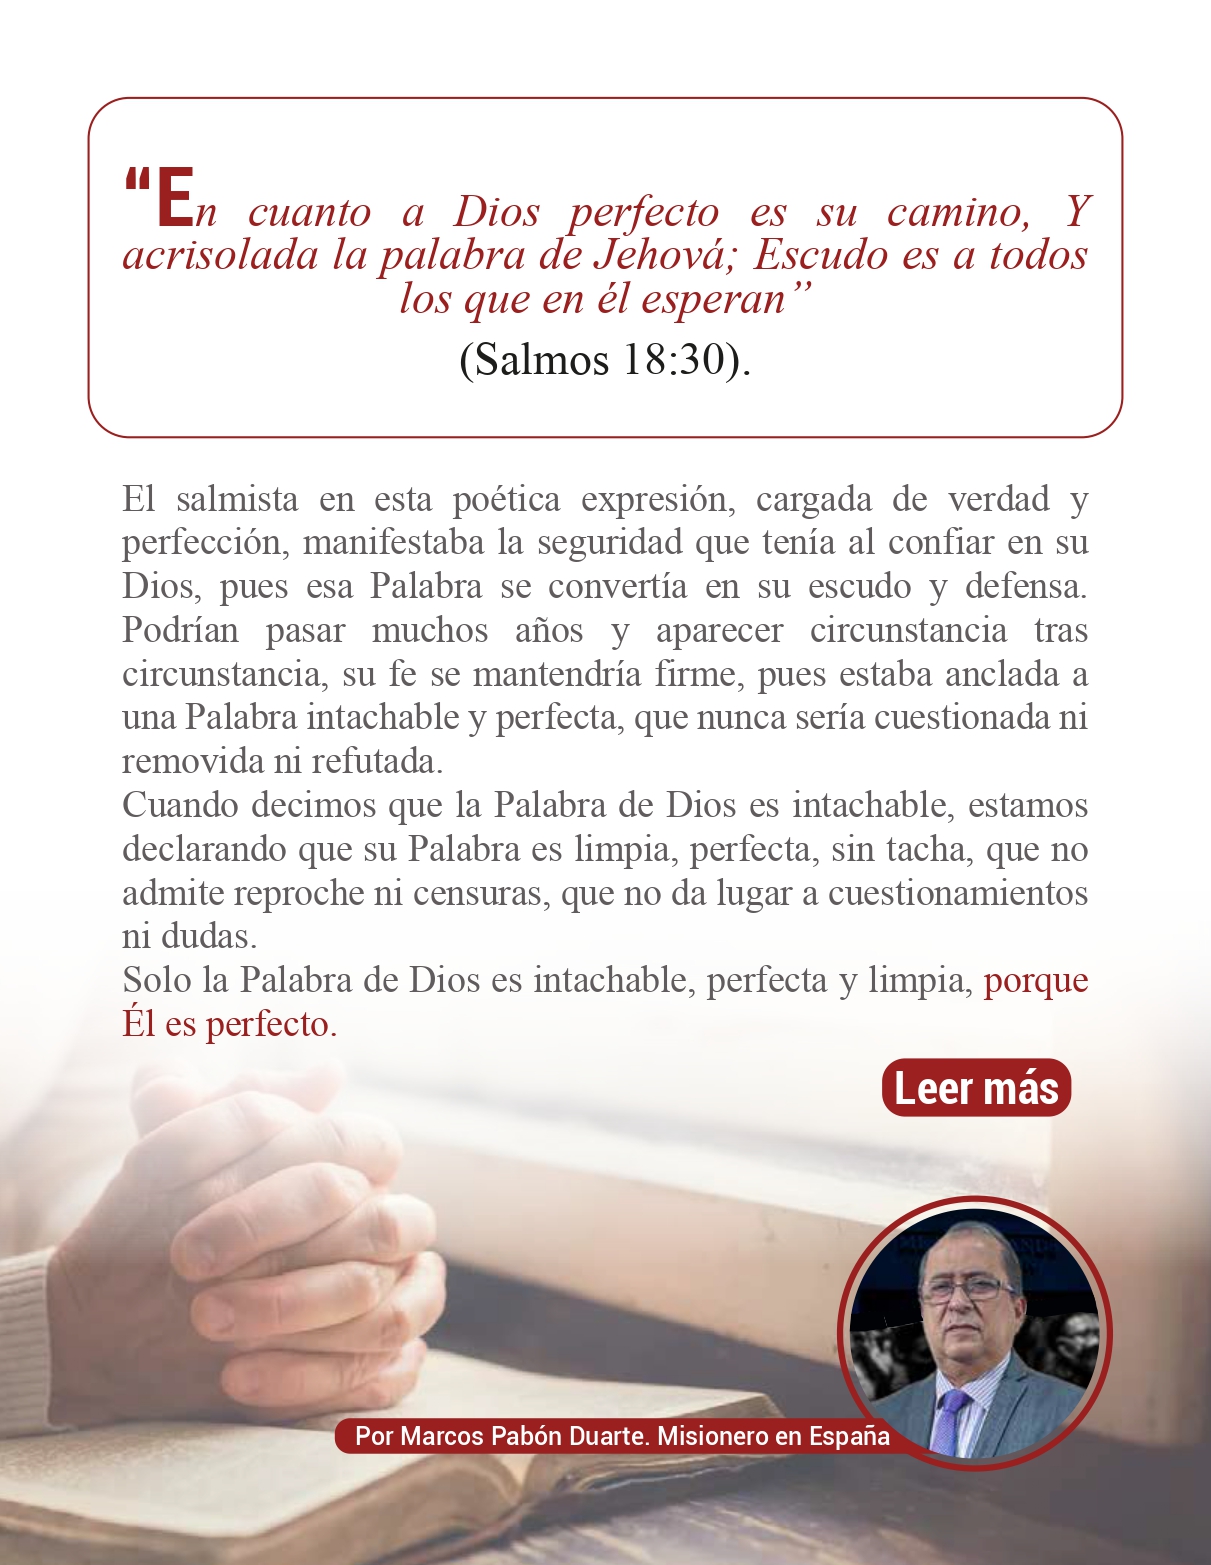 “En cuanto a Dios perfecto es su camino, Y
acrisolada la palabra de Jehová; Escudo es a todos
los que en él esperan”
(Salmos 18:30).
El salmista en esta poética expresión, cargada de verdad y
perfección, manifestaba la seguridad que tenía al confiar en su
Dios, pues esa Palabra se convertía en su escudo y defensa.
Podrían pasar muchos años y aparecer circunstancia tras
circunstancia, su fe se mantendría firme, pues estaba anclada a
una Palabra intachable y perfecta, que nunca sería cuestionada ni
removida ni refutada.
Cuando decimos que la Palabra de Dios es intachable, estamos
declarando que su Palabra es limpia, perfecta, sin tacha, que no
admite reproche ni censuras, que no da lugar a cuestionamientos
ni dudas.
Solo la Palabra de Dios es intachable, perfecta y limpia, porque
Él es perfecto.
Leer más
Por Marcos Pabón Duarte. Misionero en España